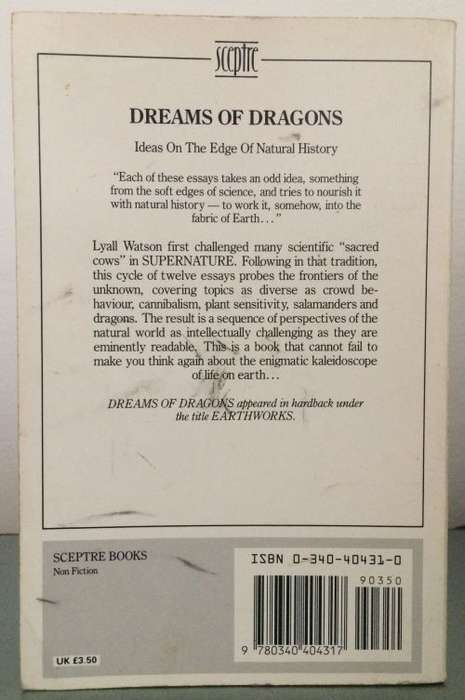 sceptre
DREAMS OF DRAGONS
Ideas On The Edge Of Natural History
“Each of these essays takes an odd idea, something
from the soft edges of science, and tries to nourish it
with natural history — to work it, somehow, into the
fabric of Earth...”
Lyall Watson first challenged many scientific “sacred
cows” in SUPERNATURE. Following in that tradition,
this cycle of twelve essays probes the frontiers of the
unknown, covering topics as diverse as crowd be-
haviour, cannibalism, plant sensitivity, salamanders and
dragons. The result is a sequence of perspectives of the
natural world as intellectually challenging as they are
eminently readable. This is a book that cannot fail to
make you think again about the enigmatic kaleidoscope
of life on earth...
DREAMS OF DRAGONS appeared in hardback under
the title EARTHWORKS.
SCEPTRE BOOKS
Non Fiction
UK £3.50
ISBN 0-340-40431-0
90350
9 780340 404317